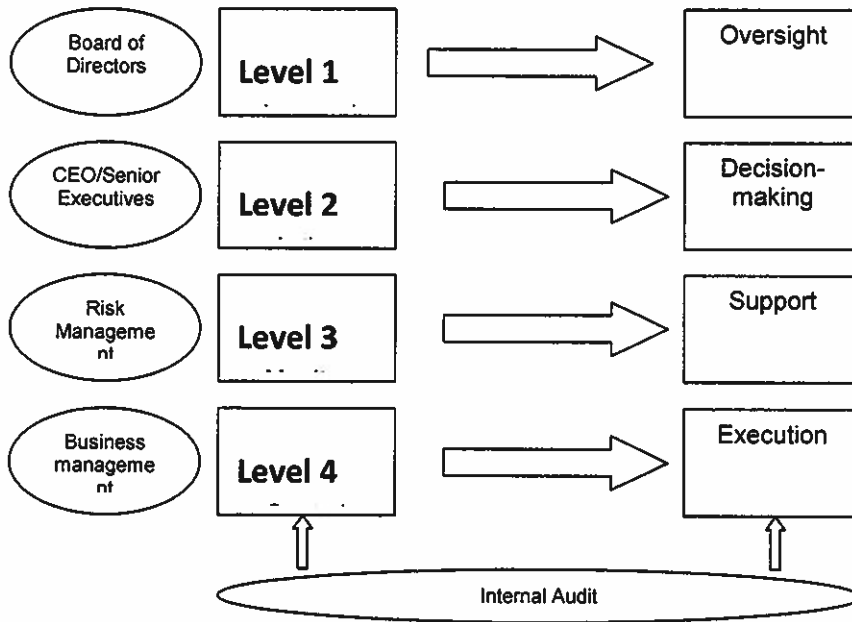 Board of
Directors
Level 1
Oversight
CEO/Senior
Executives
Level 2
Decision-
making
Risk
Manageme
nt
Level 3
Support
Business
manageme
nt
Level 4
Execution
Internal Audit